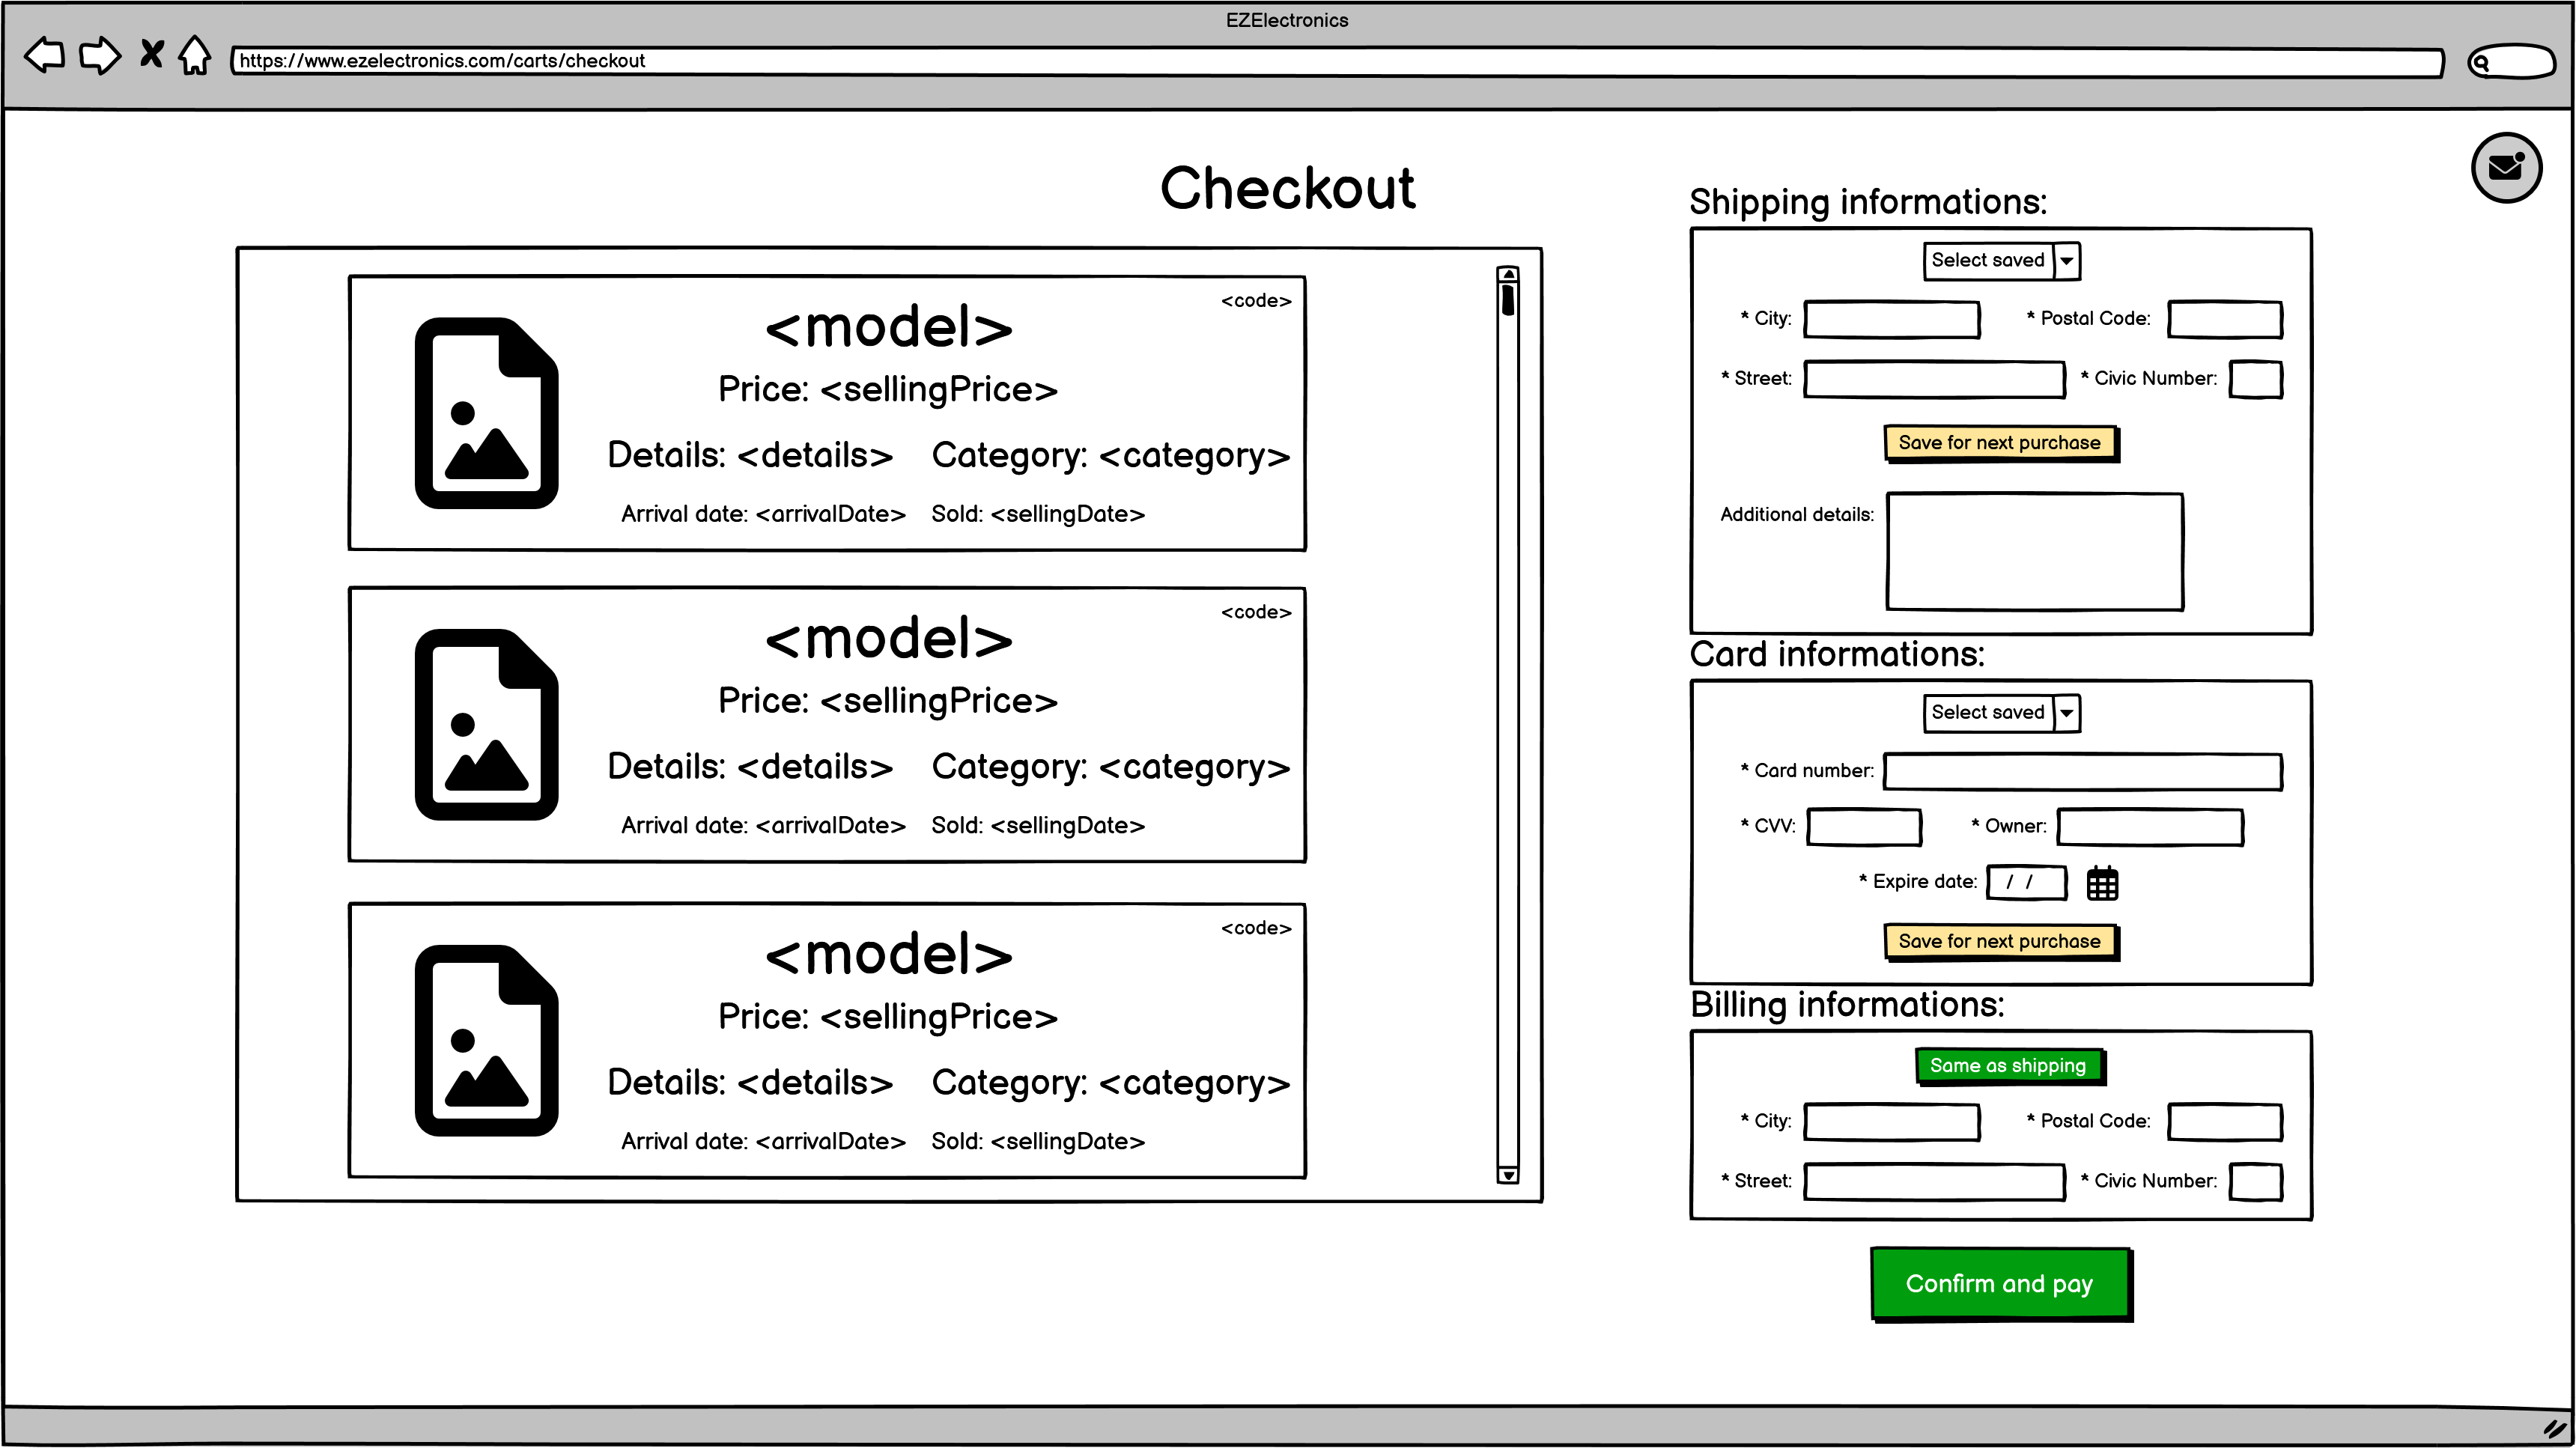 EZElectronics
https://www.ezelectronics.com/carts/checkout
Checkout
<code>
<model>
Price: <sellingPrice>
Details: <details> Category: <category>
Arrival date: <arrivalDate> Sold: <sellingDate>
<code>
<model>
Price: <sellingPrice>
Details: <details> Category: <category>
Arrival date: <arrivalDate> Sold: <sellingDate>
<code>
<model>
Price: <sellingPrice>
Details: <details> Category: <category>
Arrival date: <arrivalDate> Sold: <sellingDate>
Shipping informations:
Select saved
* City: * Postal Code:
* Street: * Civic Number:
Save for next purchase
Additional details:
Card informations:
Select saved
* Card number:
* CVV: * Owner:
* Expire date: / /
Save for next purchase
Billing informations:
Same as shipping
* City: * Postal Code:
* Street: * Civic Number:
Confirm and pay